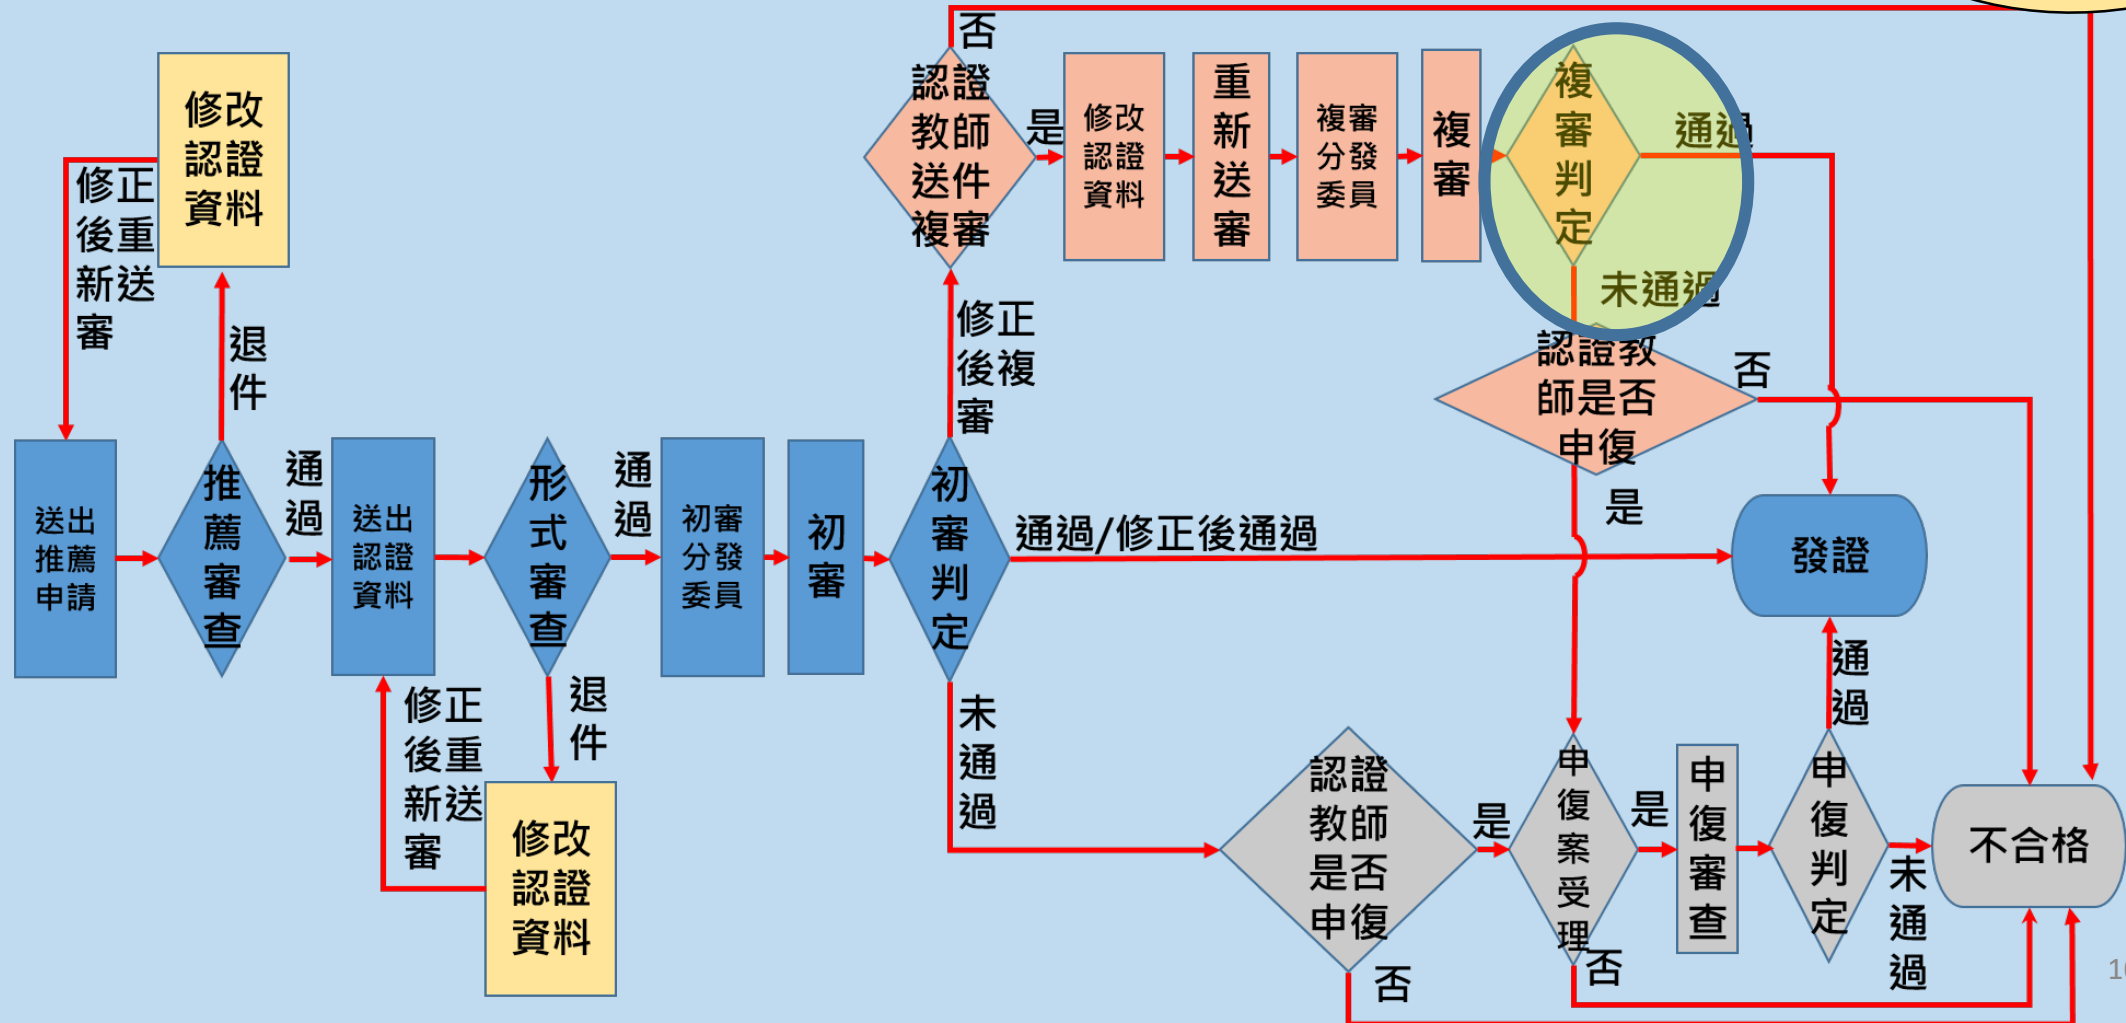 否
認證
教師
送件
複審
是
修改
認證
資料
重
新
送
審
複審
分發
委員
複
審
複
審
判
定
通過
未通過
修改
認證
資料
修正
後重
新送
審
退
件
修正
後複
審
認證教
師是否
申復
否
是
送出
推薦
申請
推
薦
審
查
通
過
送出
認證
資料
形
式
審
查
通
過
初審
分發
委員
初
審
初
審
判
定
通過/修正後通過
發證
修正
後重
新送
審
退
件
修改
認證
資料
未
通
過
認證
教師
是否
申復
是
否
申
復
案
受
理
是
否
申
復
審
查
申
復
判
定
通
過
未
通
過
不合格